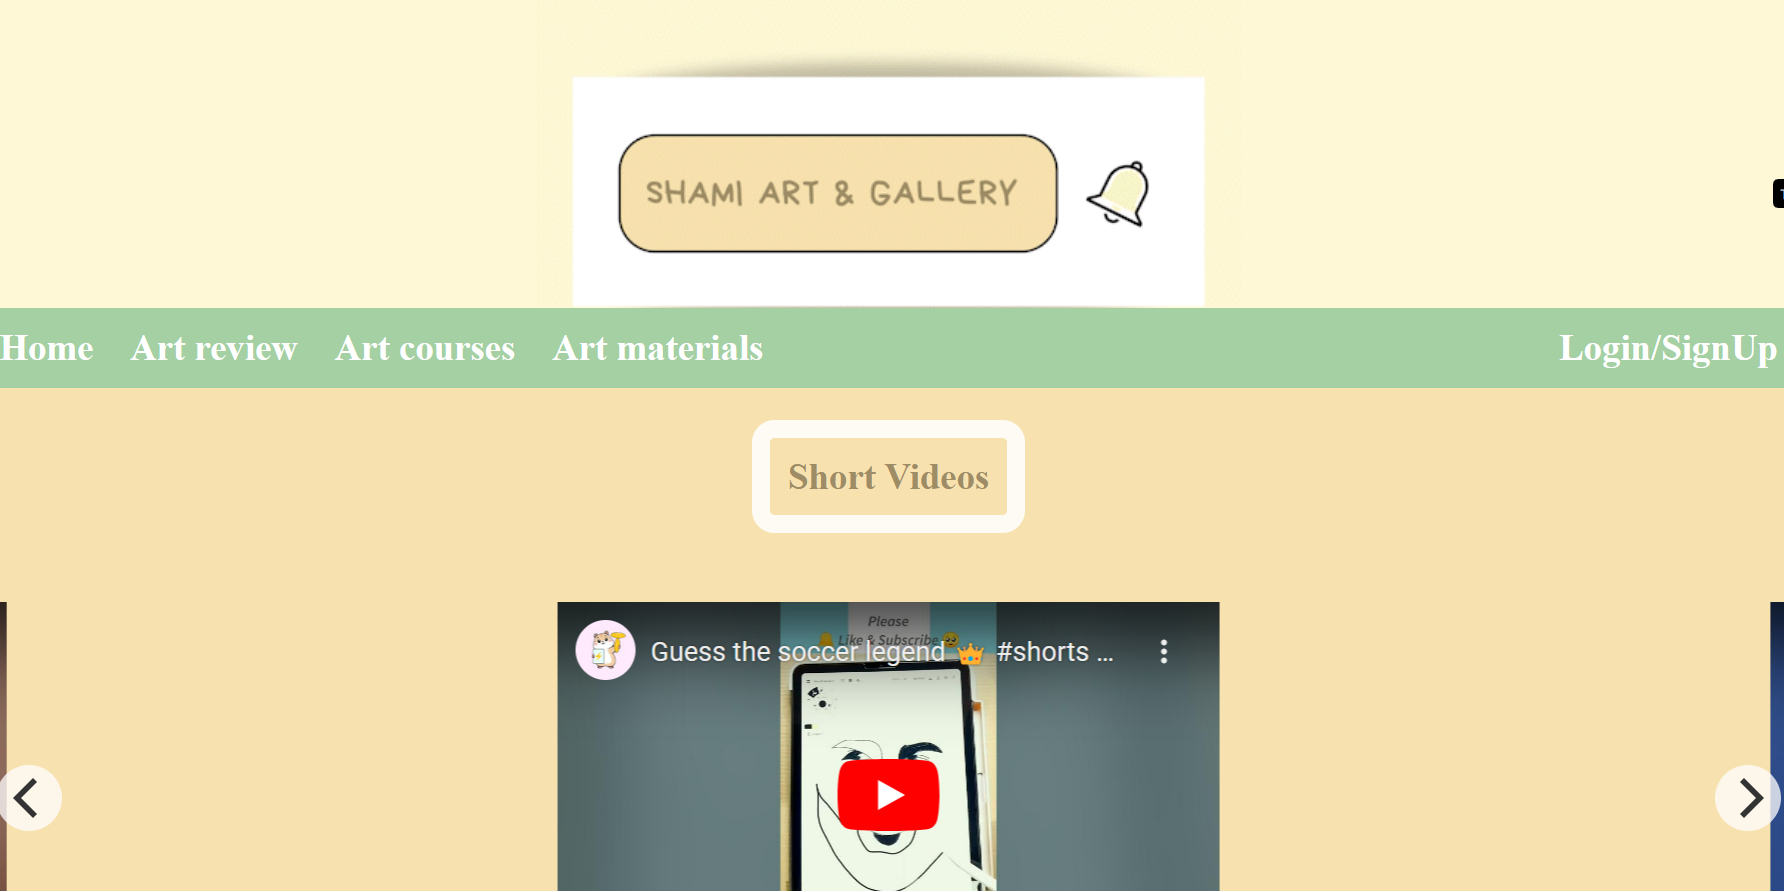 SHAMI ART & GALLERY
Home Art review Art courses Art materials Login/SignUp
Short Videos
Please
Like & Subscribe
Guess the soccer legend 👑 #shorts ...